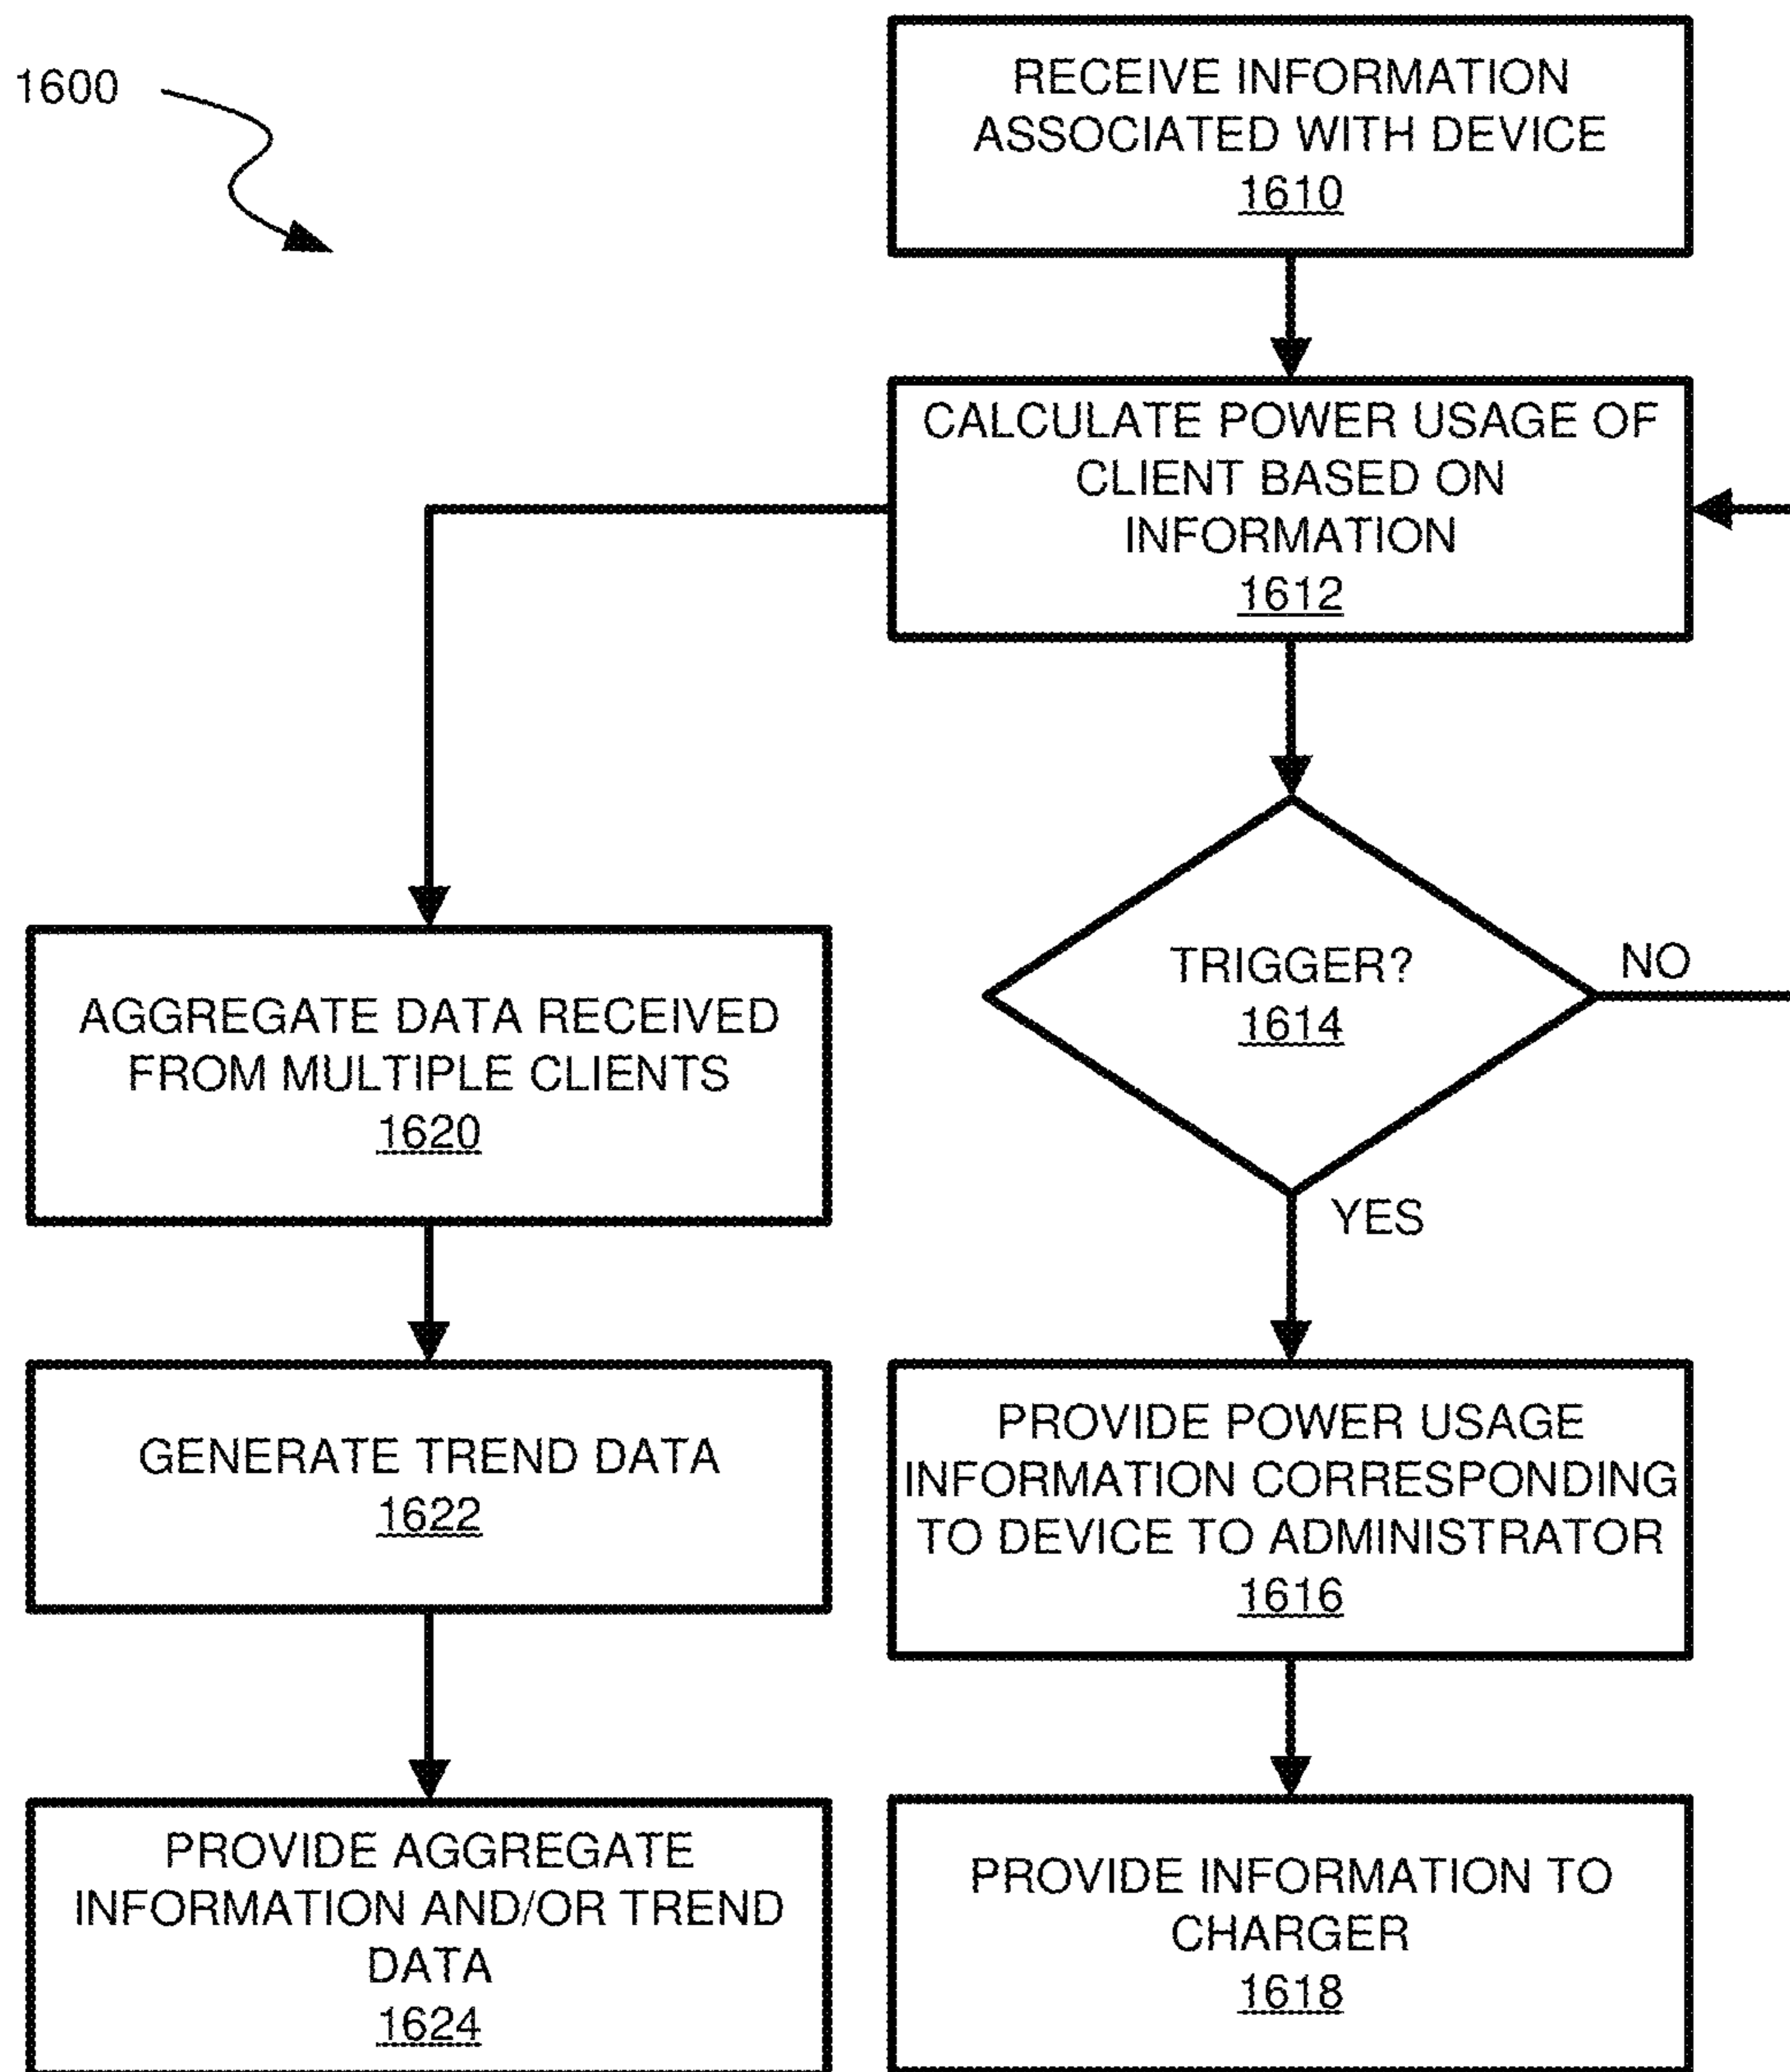 1600
RECEIVE INFORMATION
ASSOCIATED WITH DEVICE
1610
CALCULATE POWER USAGE OF
CLIENT BASED ON
INFORMATION
1612
TRIGGER?
1614
NO
YES
AGGREGATE DATA RECEIVED
FROM MULTIPLE CLIENTS
1620
GENERATE TREND DATA
1622
PROVIDE POWER USAGE
INFORMATION CORRESPONDING
TO DEVICE TO ADMINISTRATOR
1616
PROVIDE AGGREGATE
INFORMATION AND/OR TREND
DATA
1624
PROVIDE INFORMATION TO
CHARGER
1618